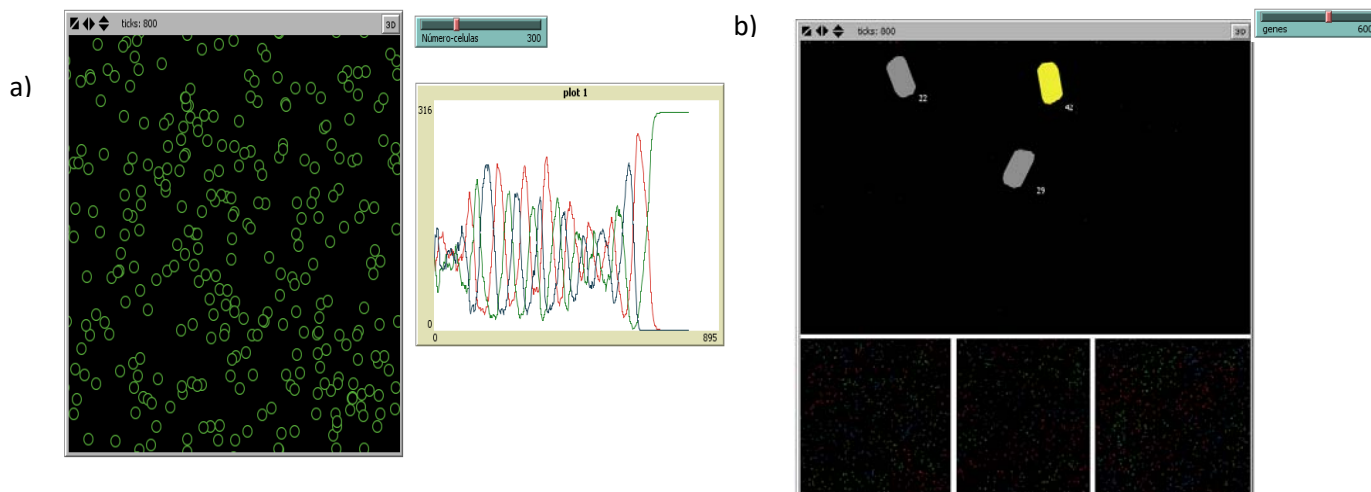 a)
ticks: 800
3D
Número-celulas 300
plot 1
316
0
0 895
b)
ticks: 800
3D
genes 600
22
42
29